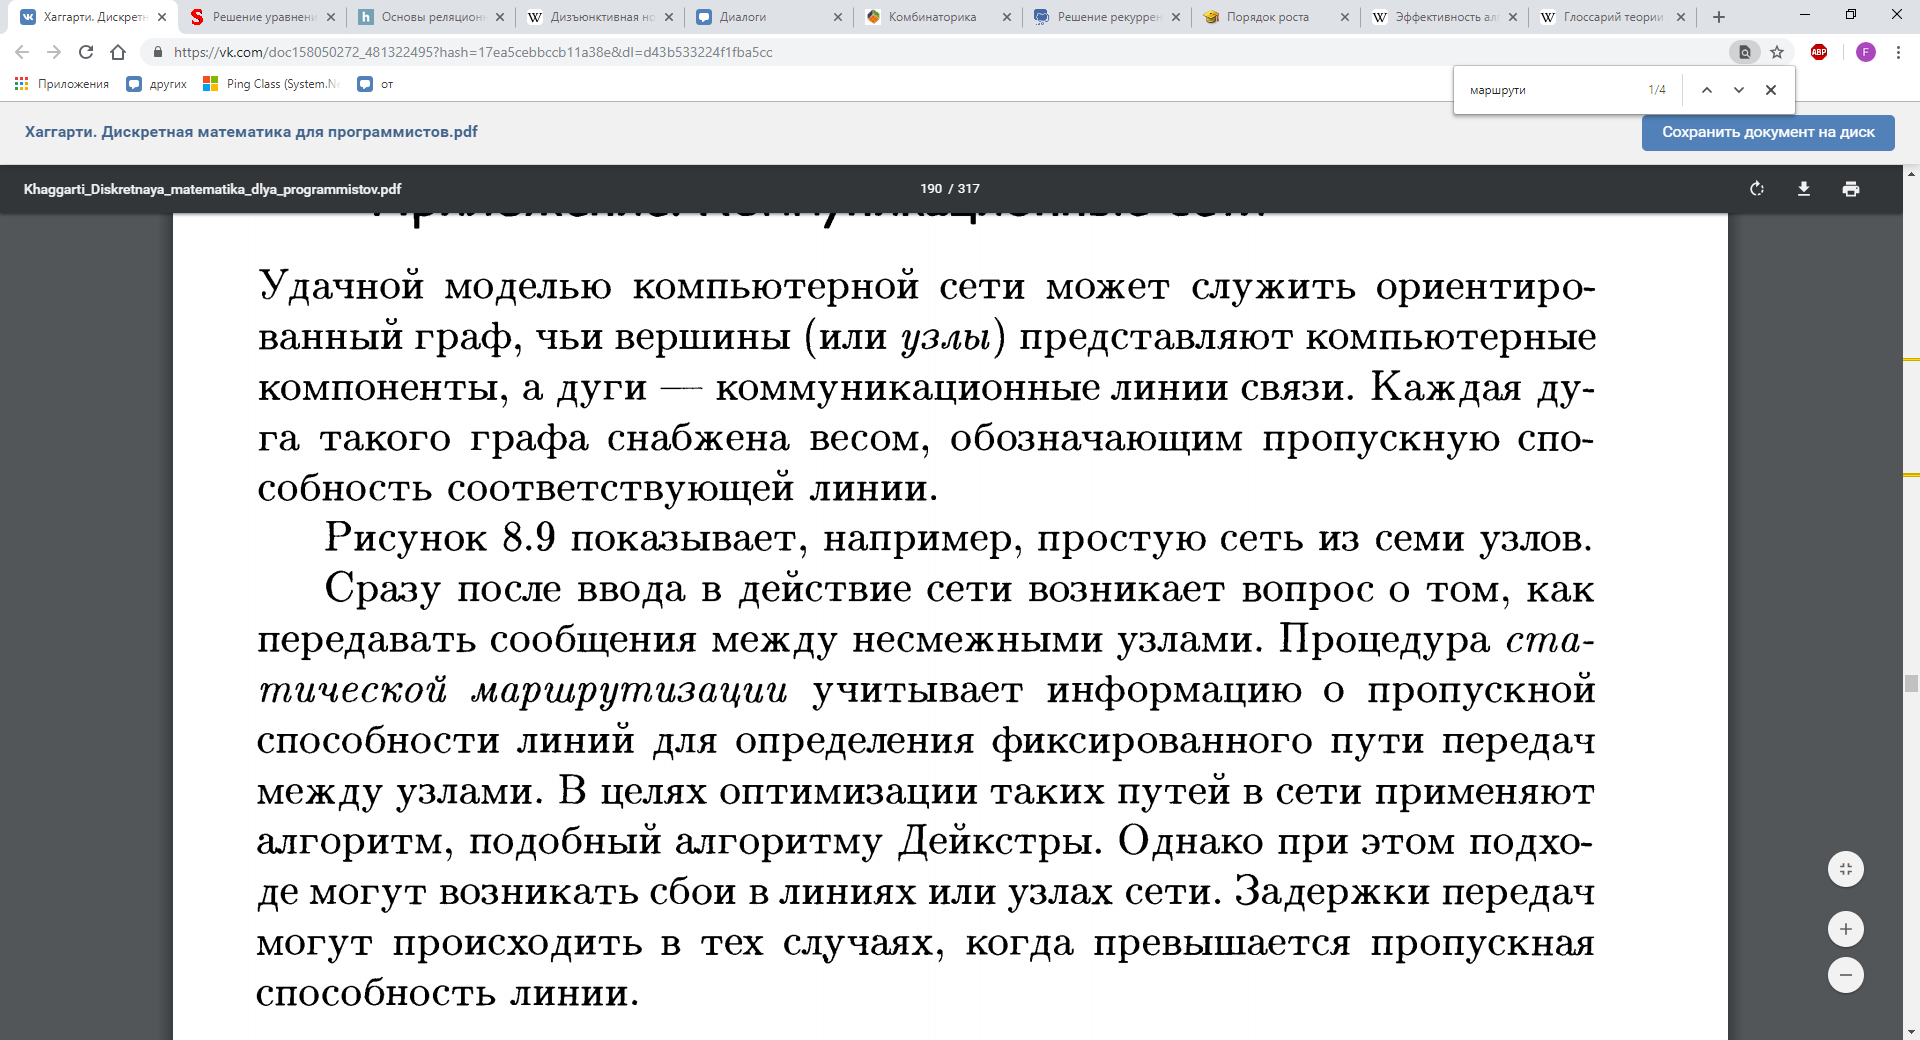 Хаггарти. Дискретн
Решение уравнени
Основы реляцион
Дизъюнктивная но
Диалоги
Комбинаторика
Решение рекуррен
Порядок роста
Эффективность ал
Глоссарий теории
https://vk.com/doc158050272_481322495?hash=17ea5cebbccb11a38e&dl=d43b533224f1fba5cc
ABP
F
Приложения
других
Ping Class (System.Ne
от
маршрути
1/4
Хаггарти. Дискретная математика для программистов.pdf
Сохранить документ на диск
Khaggarti_Diskretnaya_matematika_dlya_programmistov.pdf
190 / 317
Приложение. Коммуникационные сети
Удачной моделью компьютерной сети может служить ориентиро-
ванный граф, чьи вершины (или узлы) представляют компьютерные
компоненты, а дуги — коммуникационные линии связи. Каждая ду-
га такого графа снабжена весом, обозначающим пропускную спо-
собность соответствующей линии.
Рисунок 8.9 показывает, например, простую сеть из семи узлов.
Сразу после ввода в действие сети возникает вопрос о том, как
передавать сообщения между несмежными узлами. Процедура ста-
тической маршрутизации учитывает информацию о пропускной
способности линий для определения фиксированного пути передач
между узлами. В целях оптимизации таких путей в сети применяют
алгоритм, подобный алгоритму Дейкстры. Однако при этом подхо-
де могут возникать сбои в линиях или узлах сети. Задержки передач
могут происходить в тех случаях, когда превышается пропускная
способность линии.